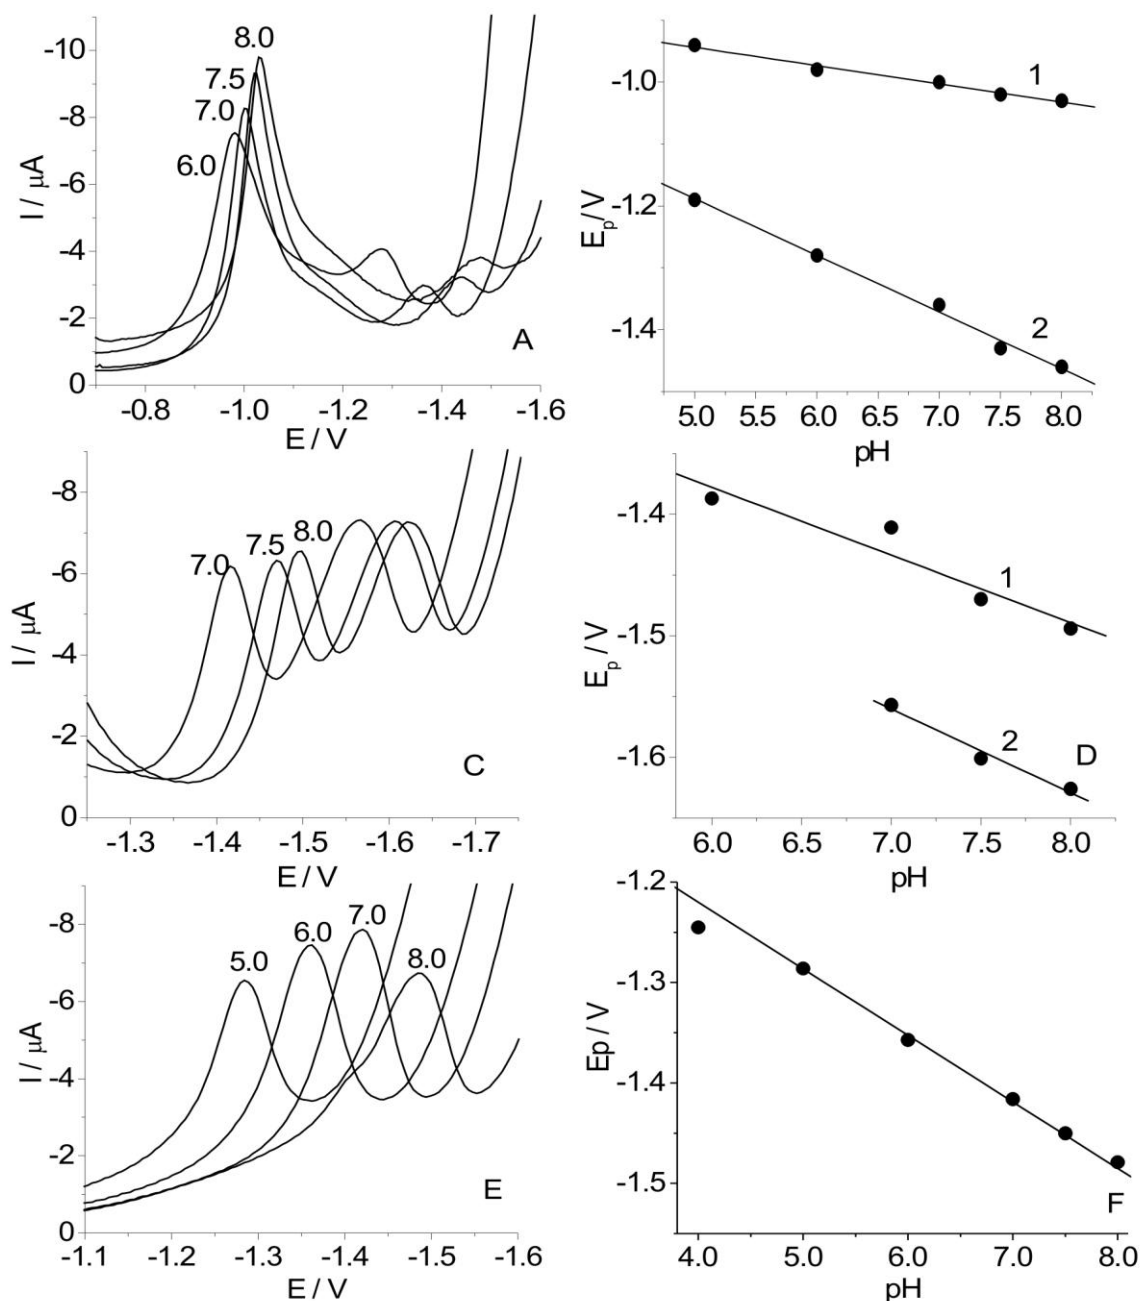 -10
-8
-6
-4
-2
0
I / μA
8.0
7.5
7.0
6.0
A
-0.8 -1.0 -1.2 -1.4 -1.6
E / V
-1.0
-1.2
-1.4
Ep/ V
1
2
5.0 5.5 6.0 6.5 7.0 7.5 8.0
pH
-8
-6
-4
-2
0
I / μA
7.0 7.5 8.0
C
-1.3 -1.4 -1.5 -1.6 -1.7
E / V
-1.4
-1.5
-1.6
Ep / V
1
2
D
6.0 6.5 7.0 7.5 8.0
pH
-8
-6
-4
-2
0
I / μA
5.0 6.0 7.0 8.0
E
-1.1 -1.2 -1.3 -1.4 -1.5 -1.6
E / V
-1.2
-1.3
-1.4
-1.5
Ep / V
F
4.0 5.0 6.0 7.0 8.0
pH